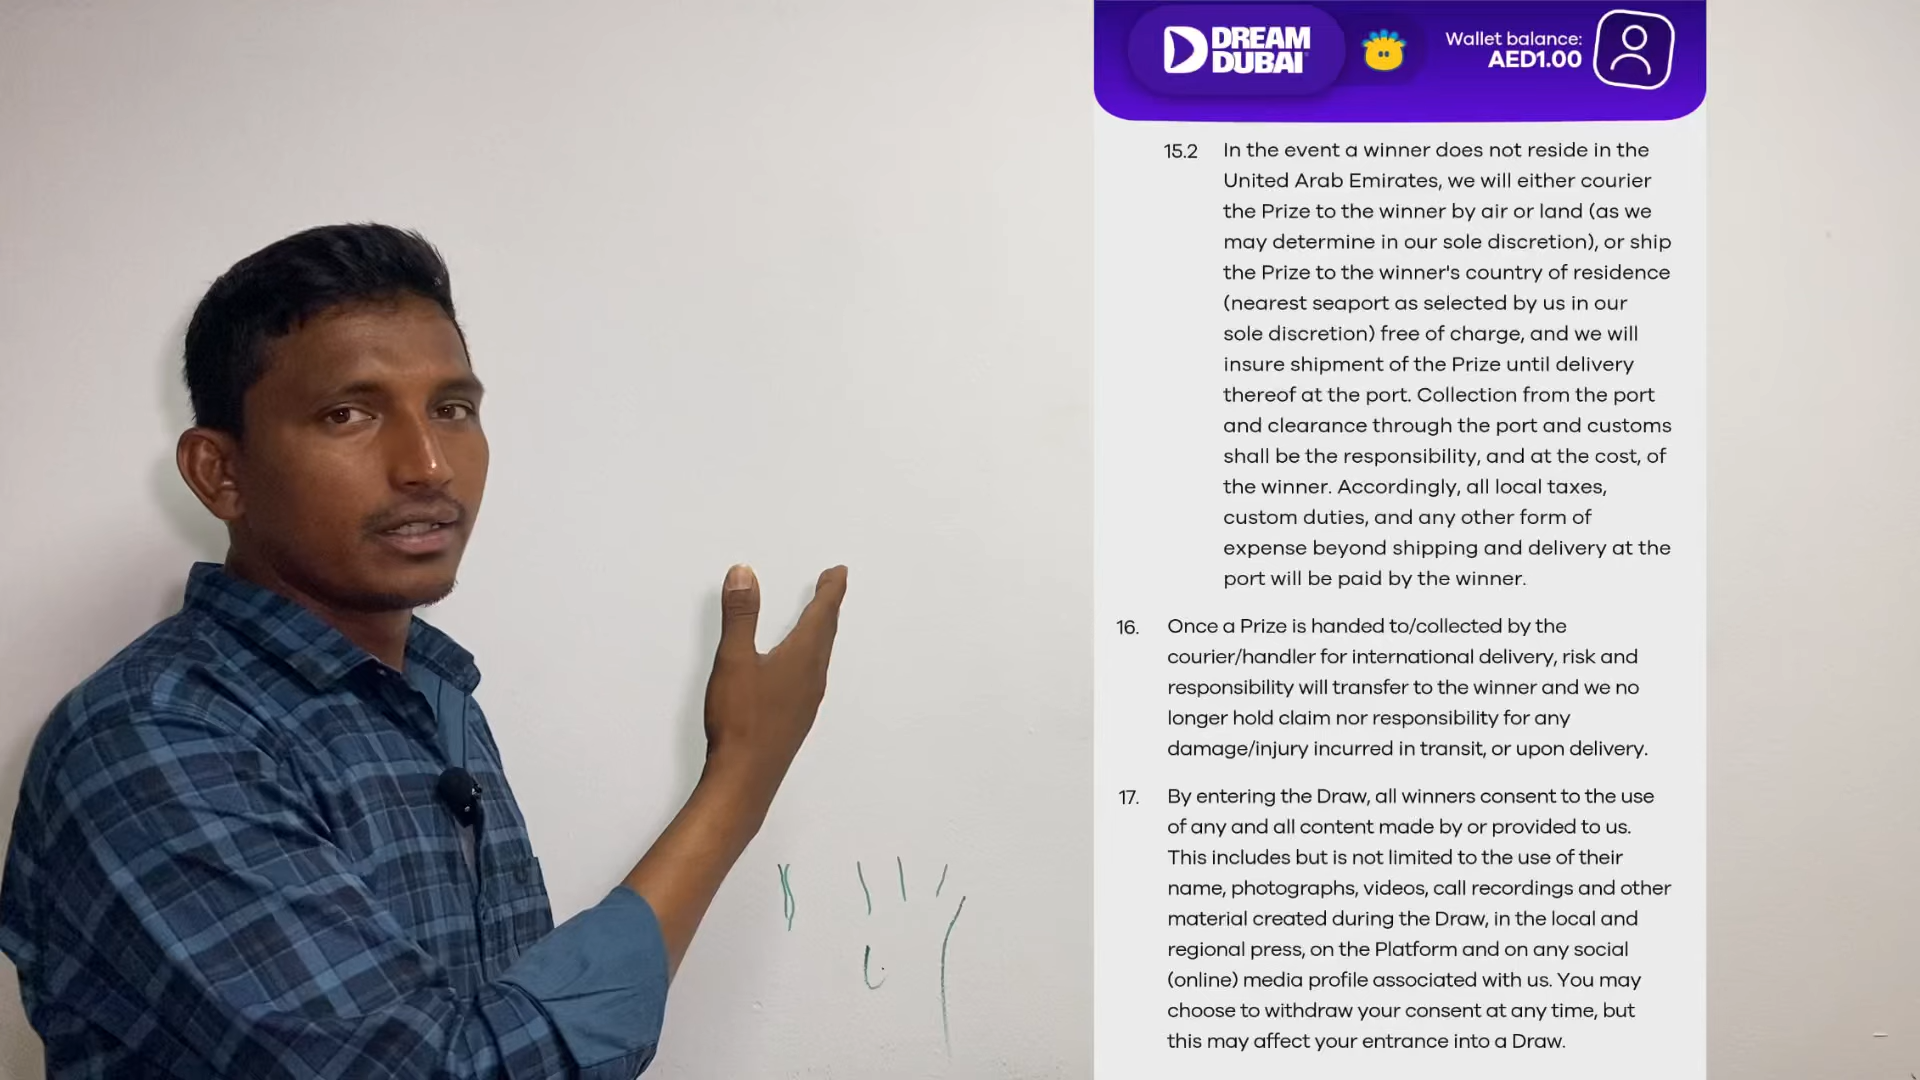 DREAM
DUBAI
Wallet balance:
AED1.00
15.2 In the event a winner does not reside in the
United Arab Emirates, we will either courier
the Prize to the winner by air or land (as we
may determine in our sole discretion), or ship
the Prize to the winner's country of residence
(nearest seaport as selected by us in our
sole discretion) free of charge, and we will
insure shipment of the Prize until delivery
thereof at the port. Collection from the port
and clearance through the port and customs
shall be the responsibility, and at the cost, of
the winner. Accordingly, all local taxes,
custom duties, and any other form of
expense beyond shipping and delivery at the
port will be paid by the winner.
16. Once a Prize is handed to/collected by the
courier/handler for international delivery, risk and
responsibility will transfer to the winner and we no
longer hold claim nor responsibility for any
damage/injury incurred in transit, or upon delivery.
17. By entering the Draw, all winners consent to the use
of any and all content made by or provided to us.
This includes but is not limited to the use of their
name, photographs, videos, call recordings and other
material created during the Draw, in the local and
regional press, on the Platform and on any social
(online) media profile associated with us. You may
choose to withdraw your consent at any time, but
this may affect your entrance into a Draw.